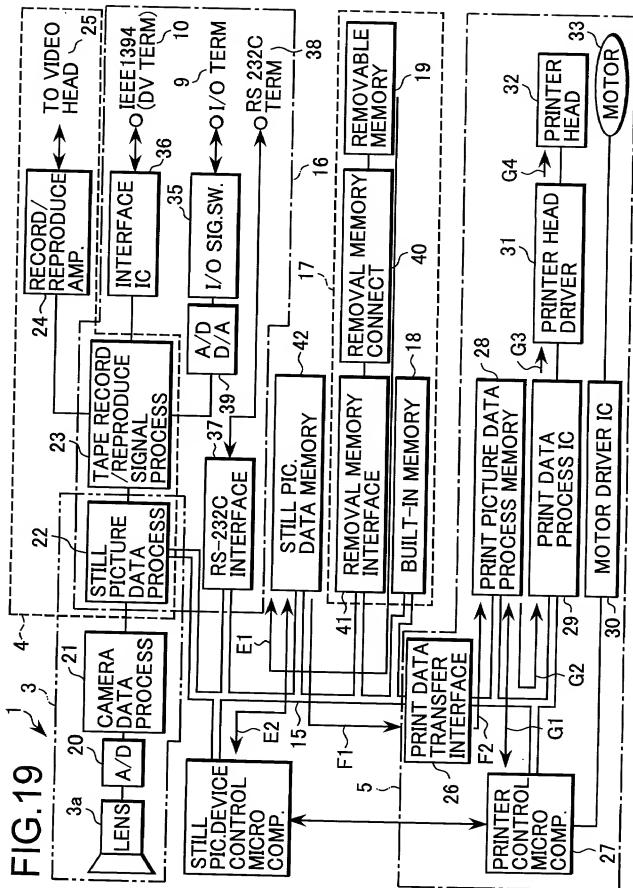 FIG.19
1
3
4
3a
LENS
20
A/D
21
CAMERA DATA
PROCESS
22
STILL
PICTURE
DATA
PROCESS
23
TAPE RECORD
/REPRODUCE
SIGNAL
PROCESS
24
RECORD/
REPRODUCE
AMP.
TO VIDEO
HEAD
25
36
INTERFACE
IC
IEEE1394
(DV TERM)
10
35
I/O SIG.SW.
I/O TERM
9
A/D
D/A
39
RS 232C
TERM
38
37
RS-232C
INTERFACE
16
STILL
PIC.DEVICE
CONTROL
MICRO
COMP.
E1
E2
15
F1
42
STILL PIC.
DATA MEMORY
17
41
REMOVAL MEMORY
INTERFACE
REMOVAL MEMORY
CONNECT
40
REMOVABLE
MEMORY
19
BUILT-IN MEMORY
18
5
PRINT DATA
TRANSFER
INTERFACE
26
F2
PRINTER
CONTROL
MICRO
COMP.
27
G1
G2
PRINT PICTURE DATA
PROCESS MEMORY
28
PRINT DATA
PROCESS IC
29
G3
MOTOR DRIVER IC
30
31
PRINTER HEAD
DRIVER
G4
32
PRINTER
HEAD
MOTOR
33